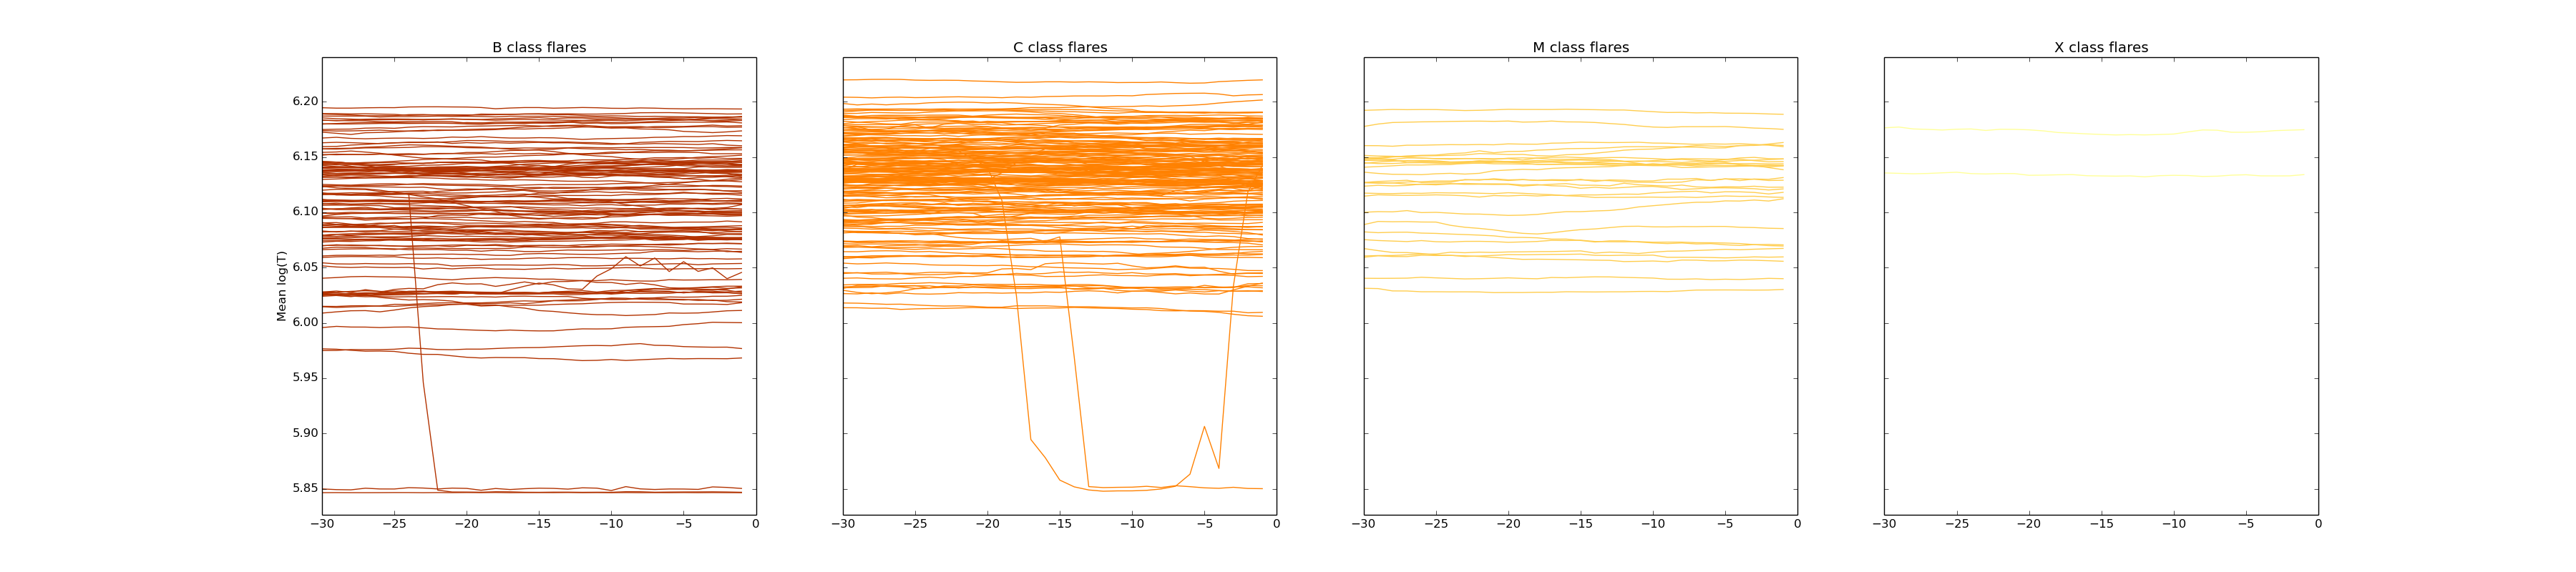 B class flares
C class flares
M class flares
X class flares
Mean log(T)
6.20
6.15
6.10
6.05
6.00
5.95
5.90
5.85
−30 −25 −20 −15 −10 −5 0
−30 −25 −20 −15 −10 −5 0
−30 −25 −20 −15 −10 −5 0
−30 −25 −20 −15 −10 −5 0